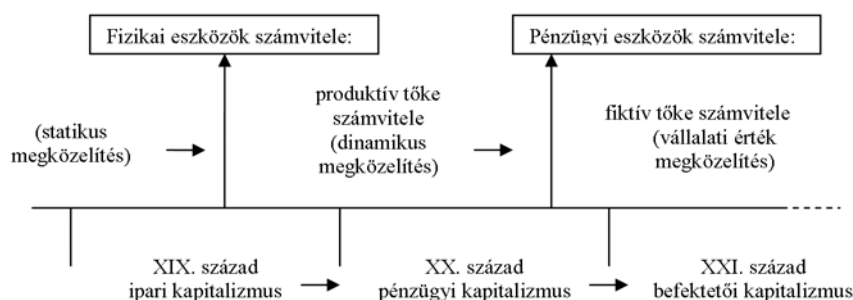 Fizikai eszközök számvitele:
Pénzügyi eszközök számvitele:
(statikus
megközelítés)
produktív tőke
számvitele
(dinamikus
megközelítés)
fiktív tőke számvitele
(vállalati érték
megközelítés)
XIX. század
ipari kapitalizmus
XX. század
pénzügyi kapitalizmus
XXI. század
befektetői kapitalizmus